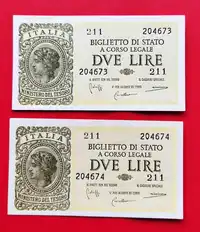 211 204673
ITALIA
BIGLIETTO DI STATO
A CORSO LEGALE
DVE LIRE
204673 211
MINISTERO DEL TESORO
211 204674
ITALIA
BIGLIETTO DI STATO
A CORSO LEGALE
DVE LIRE
204674 211
MINISTERO DEL TESORO